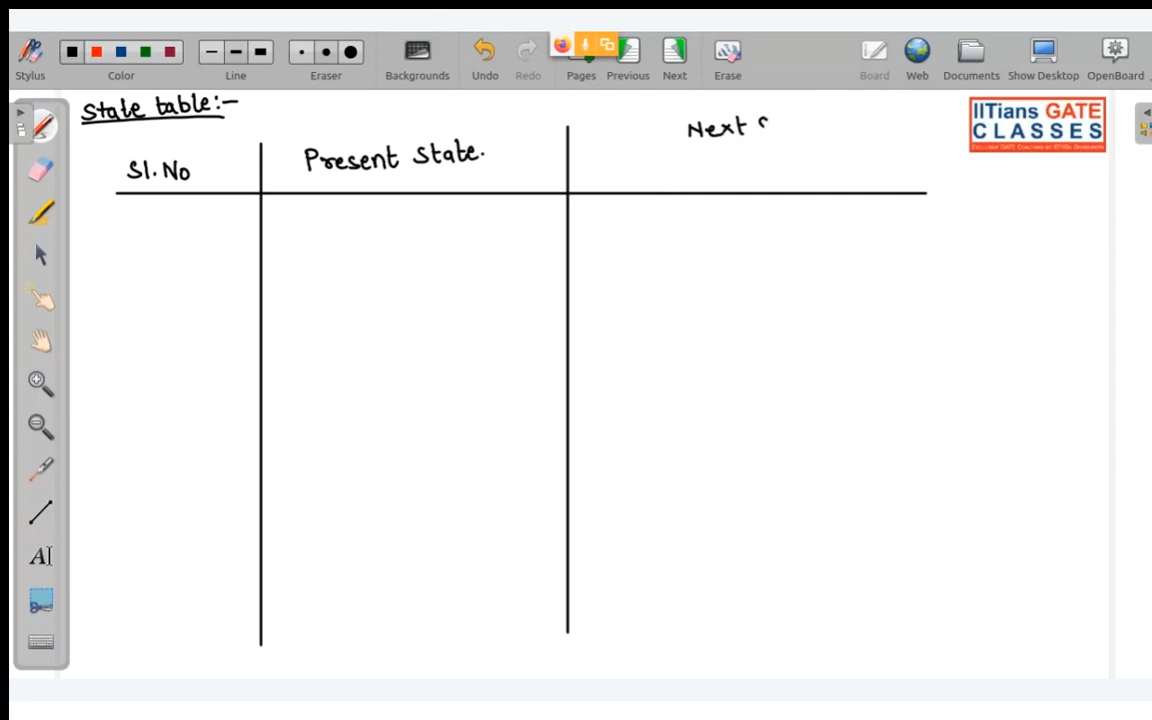 Stylus Color Line Eraser Backgrounds Undo Redo Pages Previous Next Erase Board Web Documents Show Desktop OpenBoard
State table:-
IITians GATE
CLASSES
Sl. No Present State. Next S